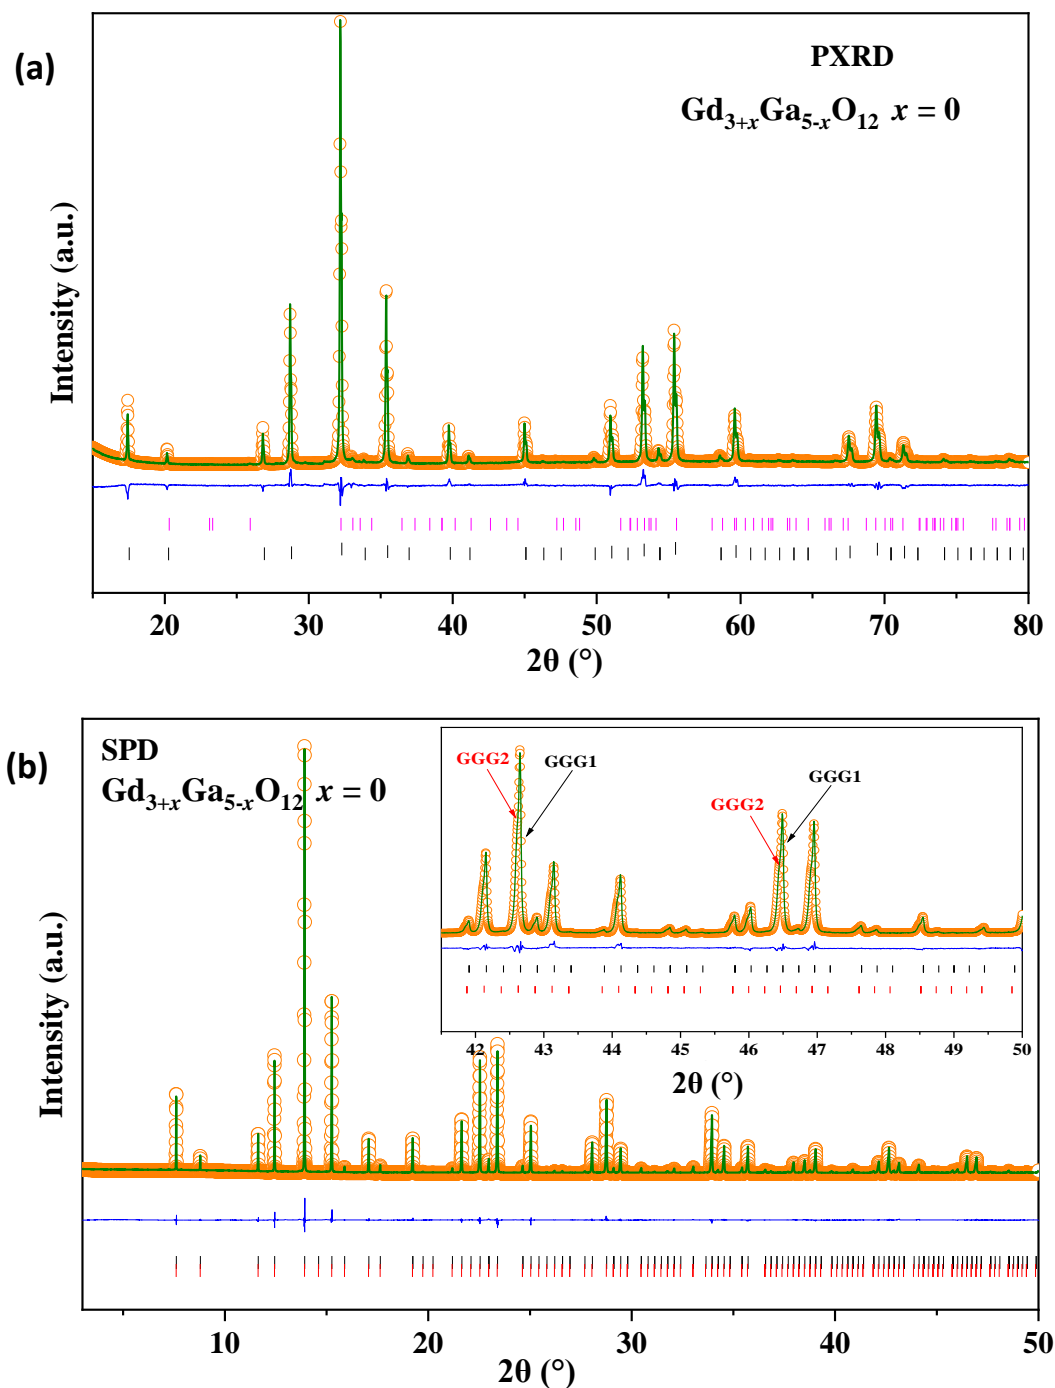 (a)
PXRD
Gd₃₊ₓGa₅₋ₓO₁₂ x = 0
Intensity (a.u.)
20 30 40 50 60 70 80
2θ (°)
(b)
SPD
Gd₃₊ₓGa₅₋ₓO₁₂ x = 0
GGG2
GGG1
GGG1
GGG2
42 43 44 45 46 47 48 49 50
2θ (°)
Intensity (a.u.)
10 20 30 40 50
2θ (°)